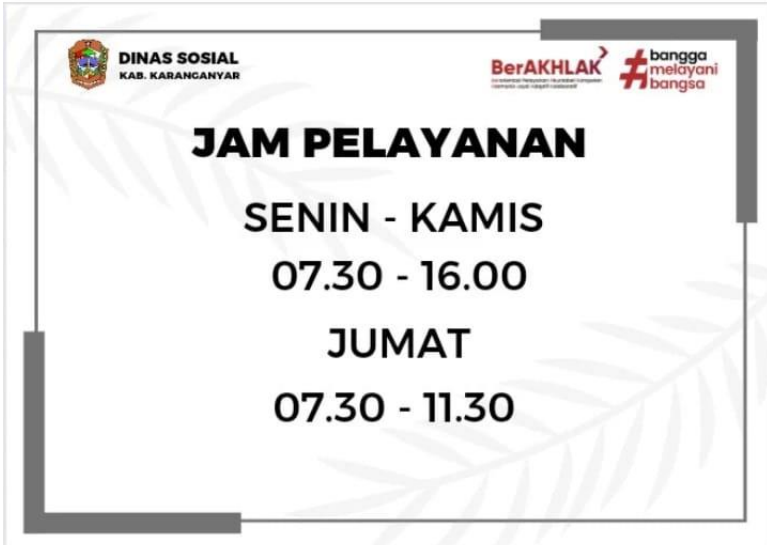 DINAS SOSIAL
KAB. KARANGANYAR
BerAKHLAK
#bangga
melayani
bangsa
JAM PELAYANAN
SENIN - KAMIS
07.30 - 16.00
JUMAT
07.30 - 11.30